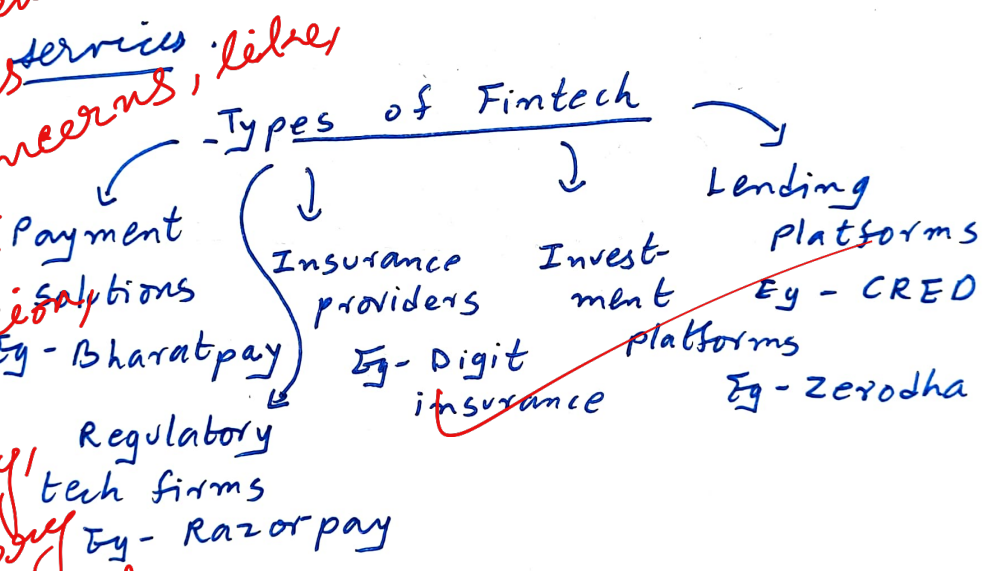 services.
ncerns, like,
-Types of Fintech
Payment
Solutions
Eg - Bharatpay
Insurance
providers
Eg- Digit
insurance
Invest-
ment
platforms
Eg - Zerodha
Lending
Platforms
Eg - CRED
Regulatory
tech firms
Eg - Razorpay